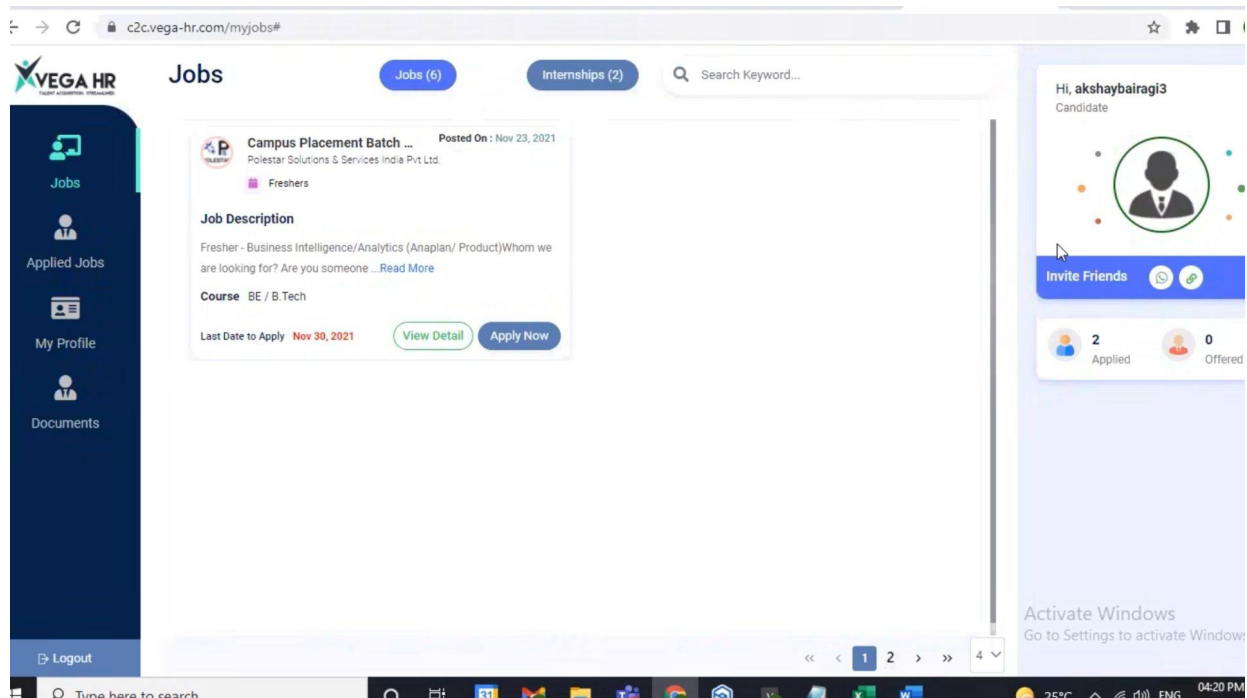 c2c.vega-hr.com/myjobs#
VEGA HR
TALENT ACQUISITION STREAMLINED
Jobs
Jobs (6)
Internships (2)
Search Keyword...
Hi, akshaybairagi3
Candidate
Jobs
Applied Jobs
My Profile
Documents
Logout
Campus Placement Batch ...
Posted On : Nov 23, 2021
POLESTAR
Polestar Solutions & Services India Pvt Ltd.
Freshers
Job Description
Fresher - Business Intelligence/Analytics (Anaplan/ Product)Whom we
are looking for? Are you someone ...Read More
Course BE / B.Tech
Last Date to Apply Nov 30, 2021
View Detail
Apply Now
Invite Friends
2
Applied
0
Offered
Activate Windows
Go to Settings to activate Windows
« ‹ 1 2 › » 4
Type here to search
31
25°C
ENG
04:20 PM